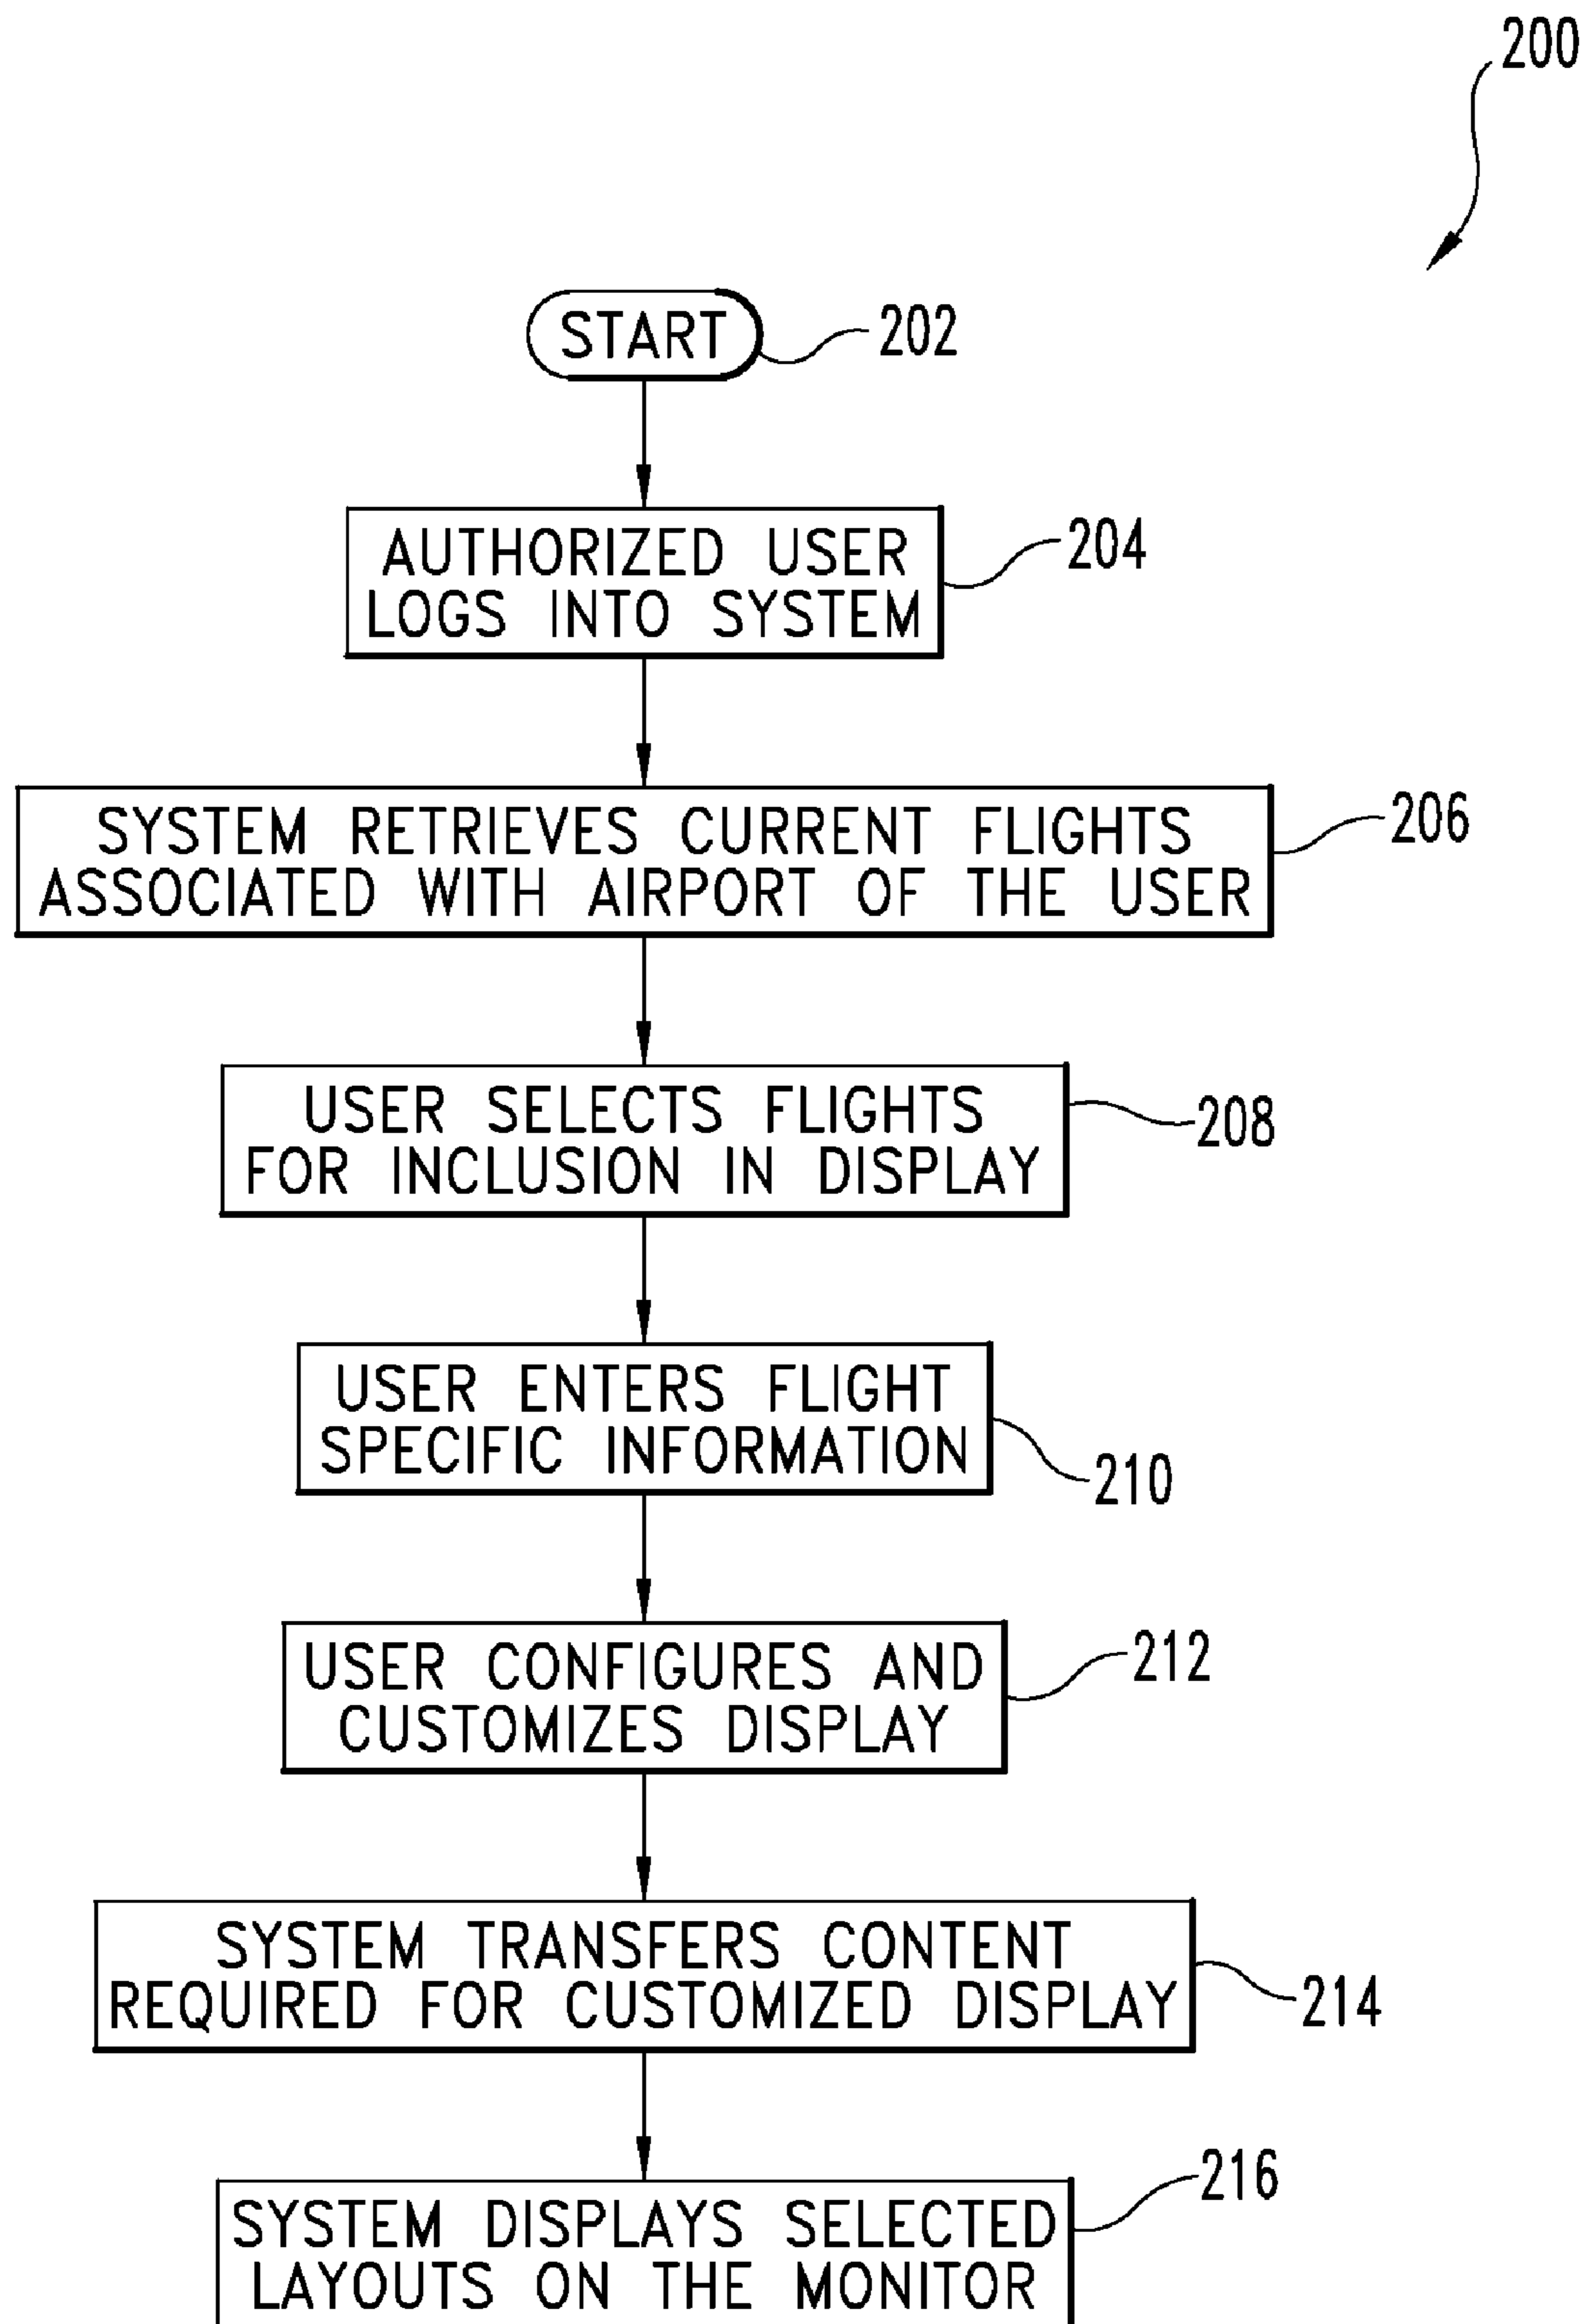 200
START
202
AUTHORIZED USER
LOGS INTO SYSTEM
204
SYSTEM RETRIEVES CURRENT FLIGHTS
ASSOCIATED WITH AIRPORT OF THE USER
206
USER SELECTS FLIGHTS
FOR INCLUSION IN DISPLAY
208
USER ENTERS FLIGHT
SPECIFIC INFORMATION
210
USER CONFIGURES AND
CUSTOMIZES DISPLAY
212
SYSTEM TRANSFERS CONTENT
REQUIRED FOR CUSTOMIZED DISPLAY
214
SYSTEM DISPLAYS SELECTED
LAYOUTS ON THE MONITOR
216